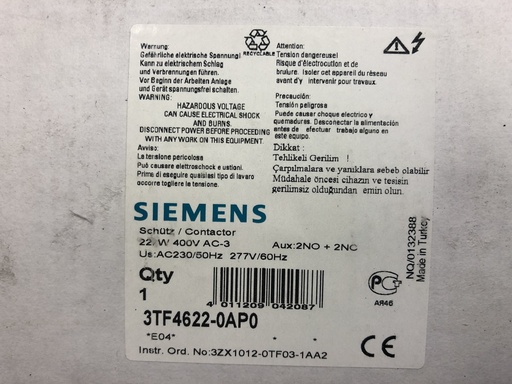 Warnung:
Gefährliche elektrische Spannung!
Kann zu elektrischem Schlag
und Verbrennungen führen.
Vor Beginn der Arbeiten Anlage
und Gerät spannungsfrei schalten.
WARNING:
HAZARDOUS VOLTAGE
CAN CAUSE ELECTRICAL SHOCK
AND BURNS.
DISCONNECT POWER BEFORE PROCEEDING
WITH ANY WORK ON THIS EQUIPMENT.
Avviso:
La tensione pericolosa
Può causare elettroschock e ustioni.
Prima di eseguire qualsiasi tipo di lavoro
occorre togliere la tensione.
RECYCLABLE
Attention:
Tension dangereuse!
Risque d'électrocution et de
brulure. Isoler cet appareil du réseau
avant d'y intervenir pour travaux.
Precaución:
Tensión peligrosa
Puede causar choque electrico y
quemaduras. Desconectar la alimentación
antes de efectuar trabajo alguno en
este equipo.
Dikkat :
Tehlikeli Gerilim !
Çarpılmalara ve yanıklara sebeb olabilir
Müdahale öncesi cihazın ve tesisin
gerilimsiz olduğundan emin olun.
SIEMENS
Schütz / Contactor
22 W 400V AC-3 Aux:2NO + 2NC
Us:AC230/50Hz 277V/60Hz
Qty
1
4 011209 042087
3TF4622-0AP0
"E04"
Instr. Ord. No:3ZX1012-0TF03-1AA2
NQ/0132388
Made in Turkey
АЯ46
CE